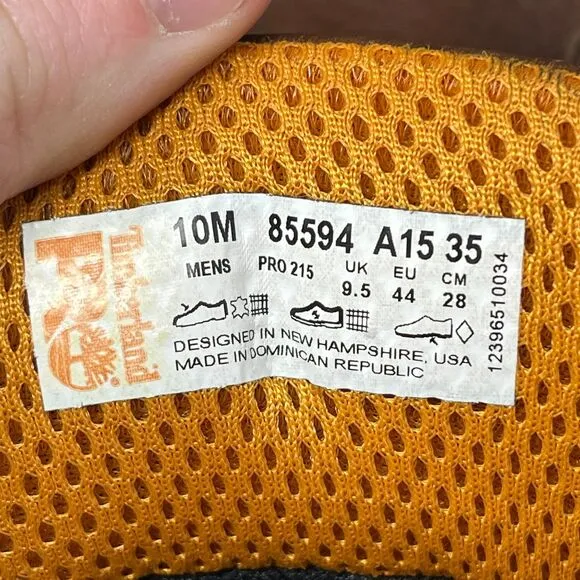 Timberland
PRO
10M 85594 A15 35
MENS PRO 215 UK EU CM
9.5 44 28
DESIGNED IN NEW HAMPSHIRE, USA
MADE IN DOMINICAN REPUBLIC
12396510034